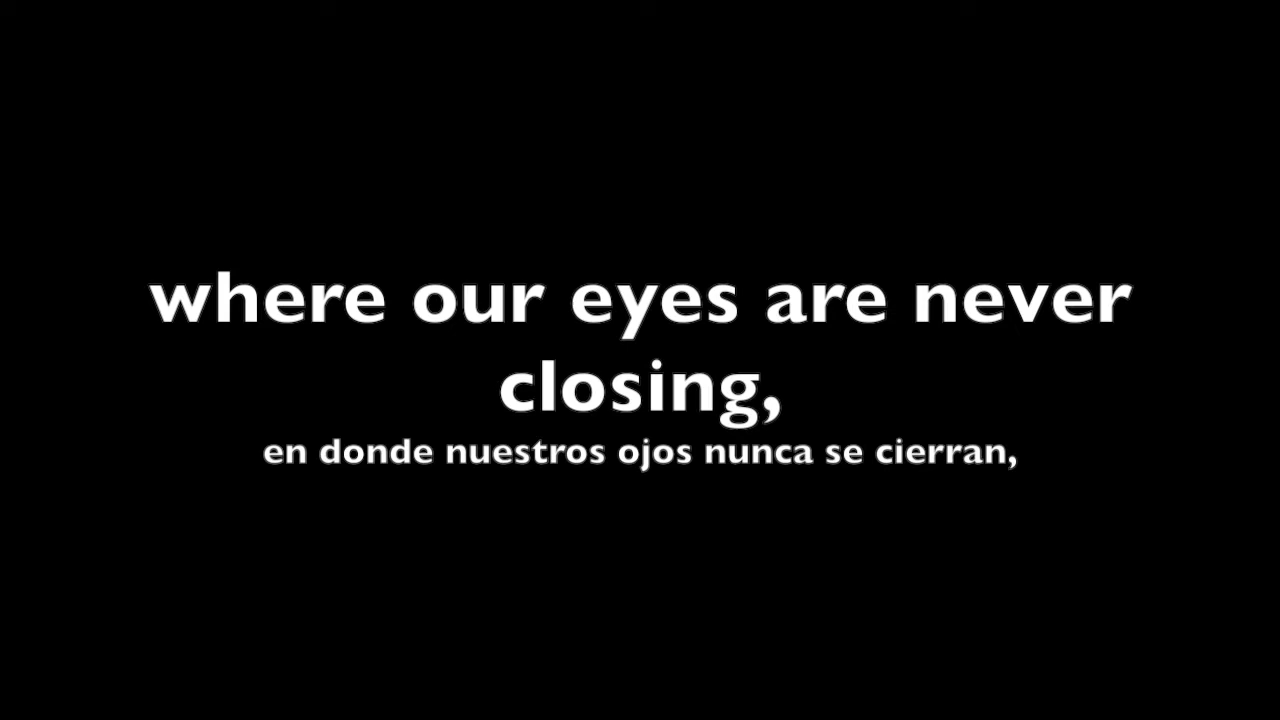 where our eyes are never
closing,
en donde nuestros ojos nunca se cierran,